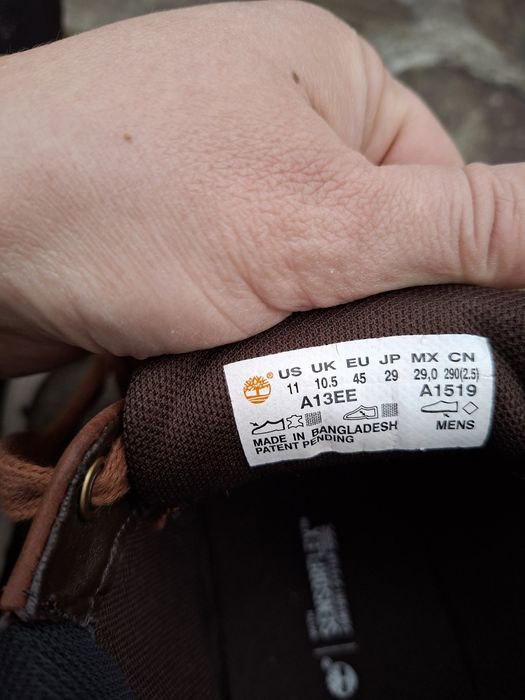 ® US UK EU JP MX CN
11 10.5 45 29 29,0 290(2.5)
A13EE A1519
MADE IN BANGLADESH MENS
PATENT PENDING